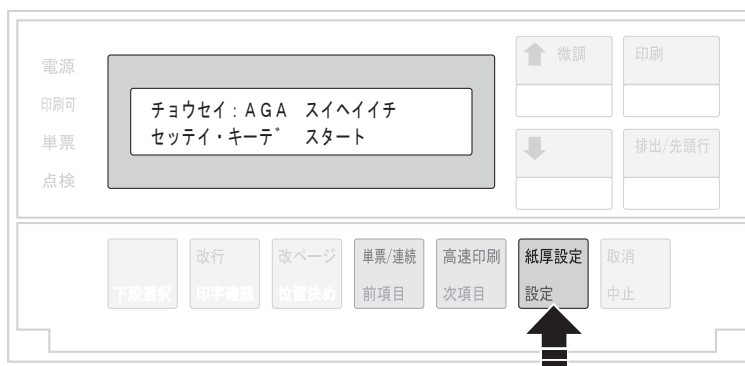 電源
印刷可
単票
点検
チョウセイ：AGA スイヘイイチ
セッテイ・キーデ゛ スタート
微調
印刷
排出/先頭行
下段選択
改行
印字確認
改ページ
位置決め
単票/連続
前項目
高速印刷
次項目
紙厚設定
設定
取消
中止